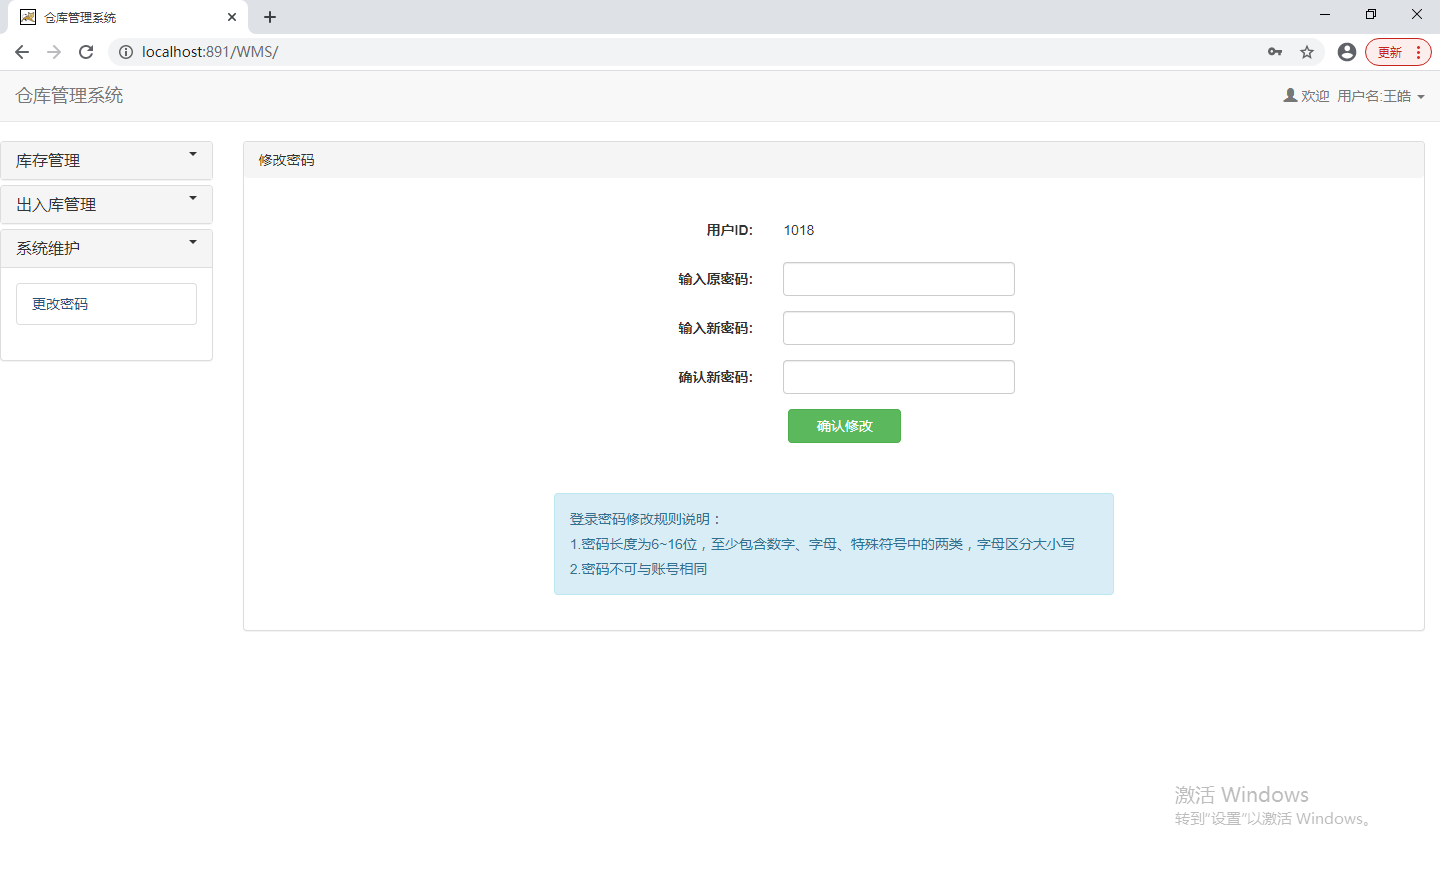 仓库管理系统
localhost:891/WMS/
更新
仓库管理系统
欢迎 用户名:王皓
库存管理
出入库管理
系统维护
更改密码
修改密码
用户ID: 1018
输入原密码:
输入新密码:
确认新密码:
确认修改
登录密码修改规则说明：
1.密码长度为6~16位，至少包含数字、字母、特殊符号中的两类，字母区分大小写
2.密码不可与账号相同
激活 Windows
转到"设置"以激活 Windows。